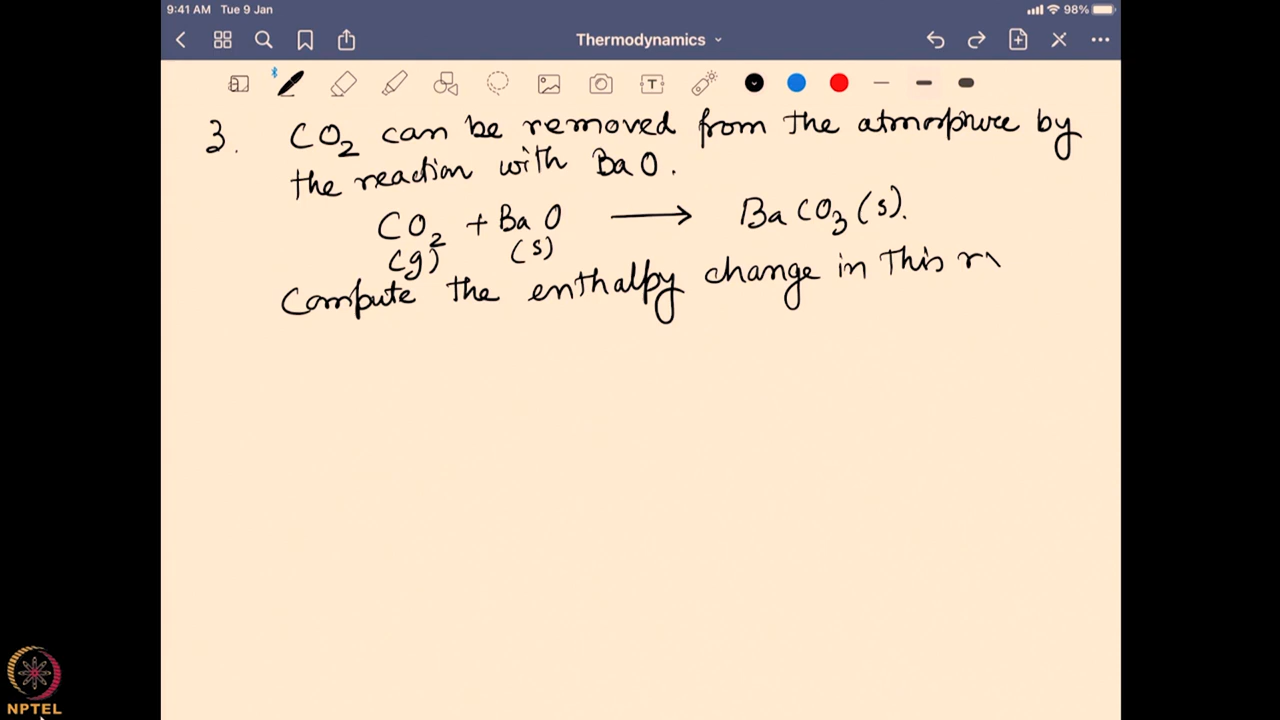 9:41 AM Tue 9 Jan
98%
Thermodynamics
3. CO2 can be removed from the atmosphere by
the reaction with BaO.
CO2 + BaO ⟶ BaCO3 (s).
(g) (s)
Compute the enthalpy change in this
NPTEL